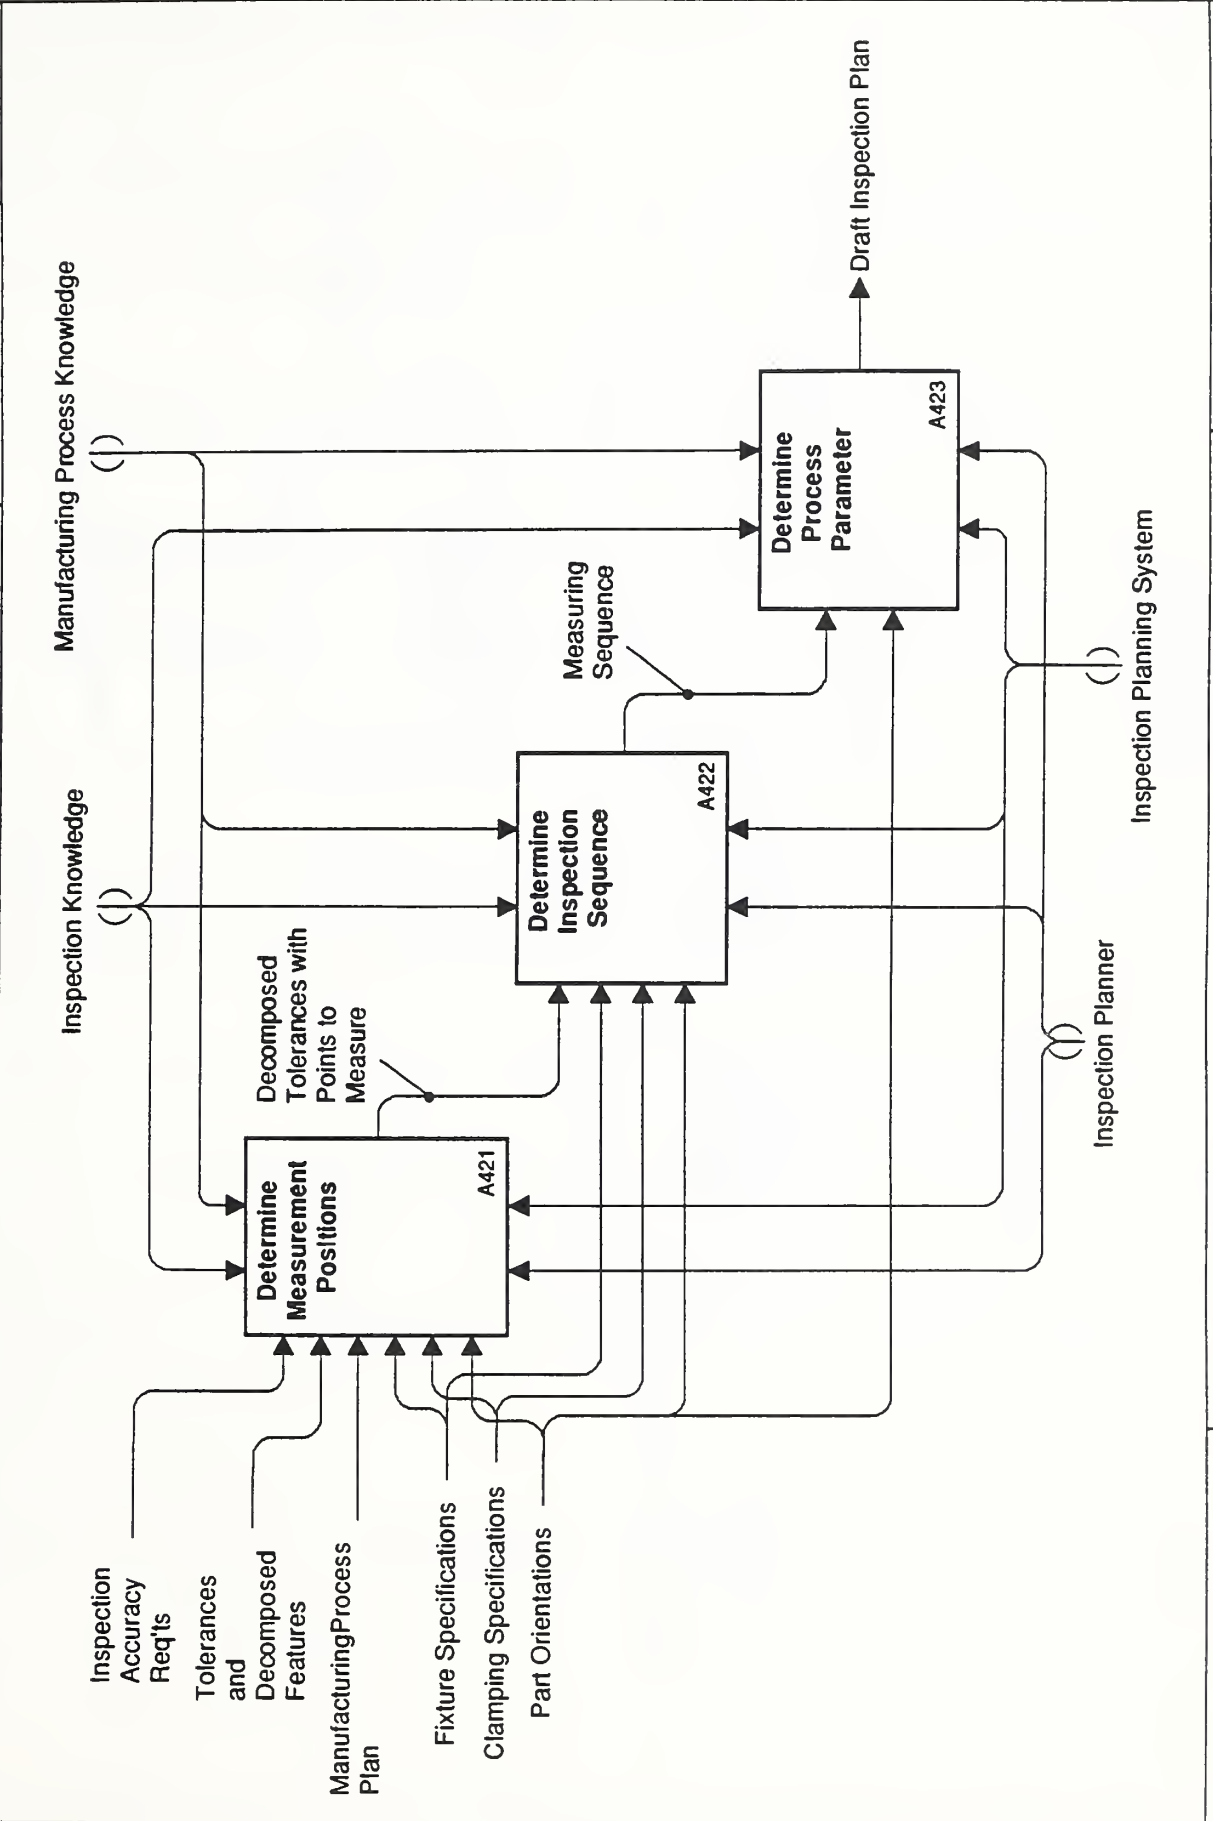 Inspection Knowledge
Manufacturing Process Knowledge
Inspection
Accuracy
Req'ts
Tolerances
and
Decomposed
Features
ManufacturingProcess
Plan
Fixture Specifications
Clamping Specifications
Part Orientations
Determine
Measurement
Positions
A421
Decomposed
Tolerances with
Points to
Measure
Determine
Inspection
Sequence
A422
Measuring
Sequence
Determine
Process
Parameter
A423
Draft Inspection Plan
Inspection Planner
Inspection Planning System